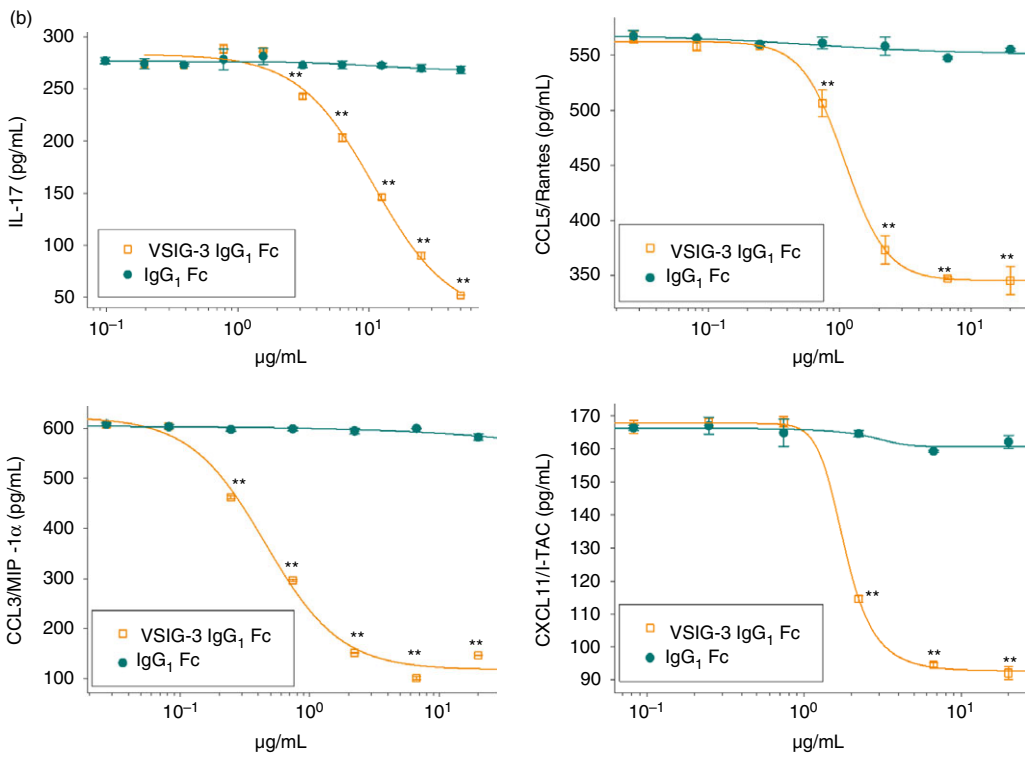 (b)
300
250
200
150
100
50
IL-17 (pg/mL)
** ** ** ** **
VSIG-3 IgG₁ Fc
IgG₁ Fc
10⁻¹ 10⁰ 10¹
µg/mL
550
500
450
400
350
CCL5/Rantes (pg/mL)
** ** ** **
VSIG-3 IgG₁ Fc
IgG₁ Fc
10⁻¹ 10⁰ 10¹
µg/mL
600
500
400
300
200
100
CCL3/MIP -1α (pg/mL)
** ** ** ** **
VSIG-3 IgG₁ Fc
IgG₁ Fc
10⁻¹ 10⁰ 10¹
µg/mL
170
160
150
140
130
120
110
100
90
CXCL11/I-TAC (pg/mL)
** ** **
VSIG-3 IgG₁ Fc
IgG₁ Fc
10⁻¹ 10⁰ 10¹
µg/mL